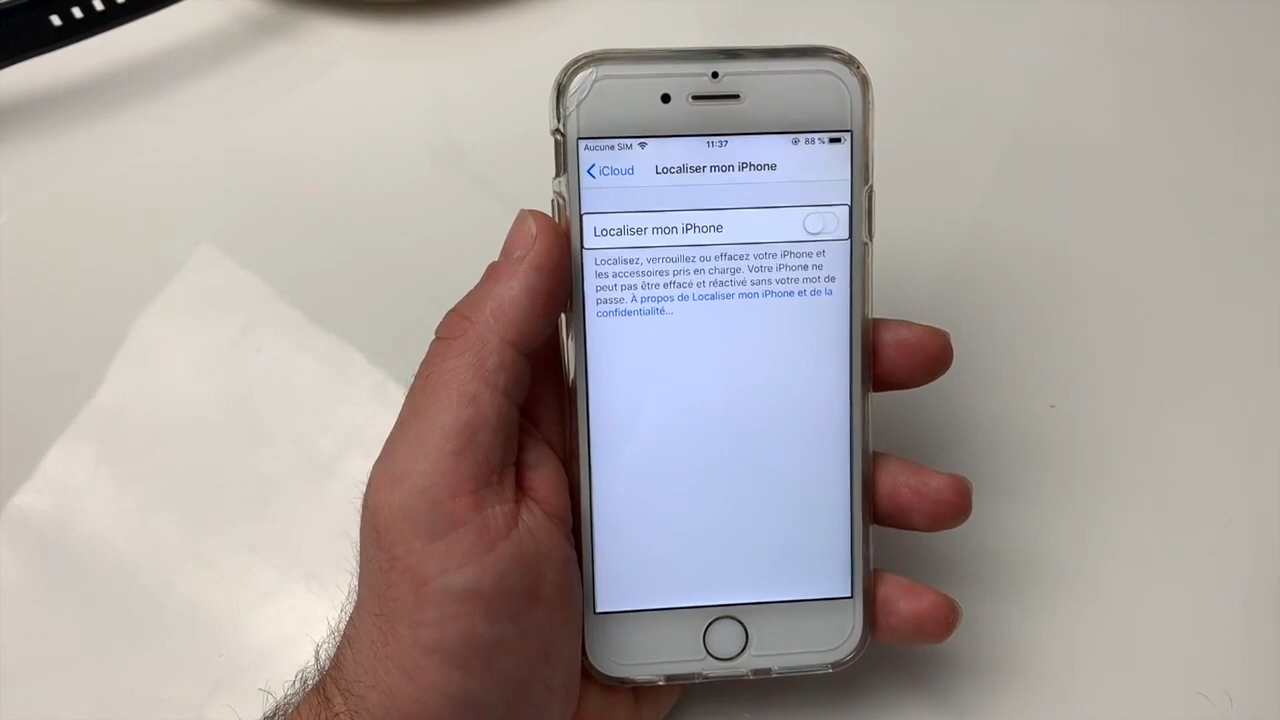 Aucune SIM 11:37 88 %
iCloud Localiser mon iPhone
Localiser mon iPhone
Localisez, verrouillez ou effacez votre iPhone et
les accessoires pris en charge. Votre iPhone ne
peut pas être effacé et réactivé sans votre mot de
passe. À propos de Localiser mon iPhone et de la
confidentialité...